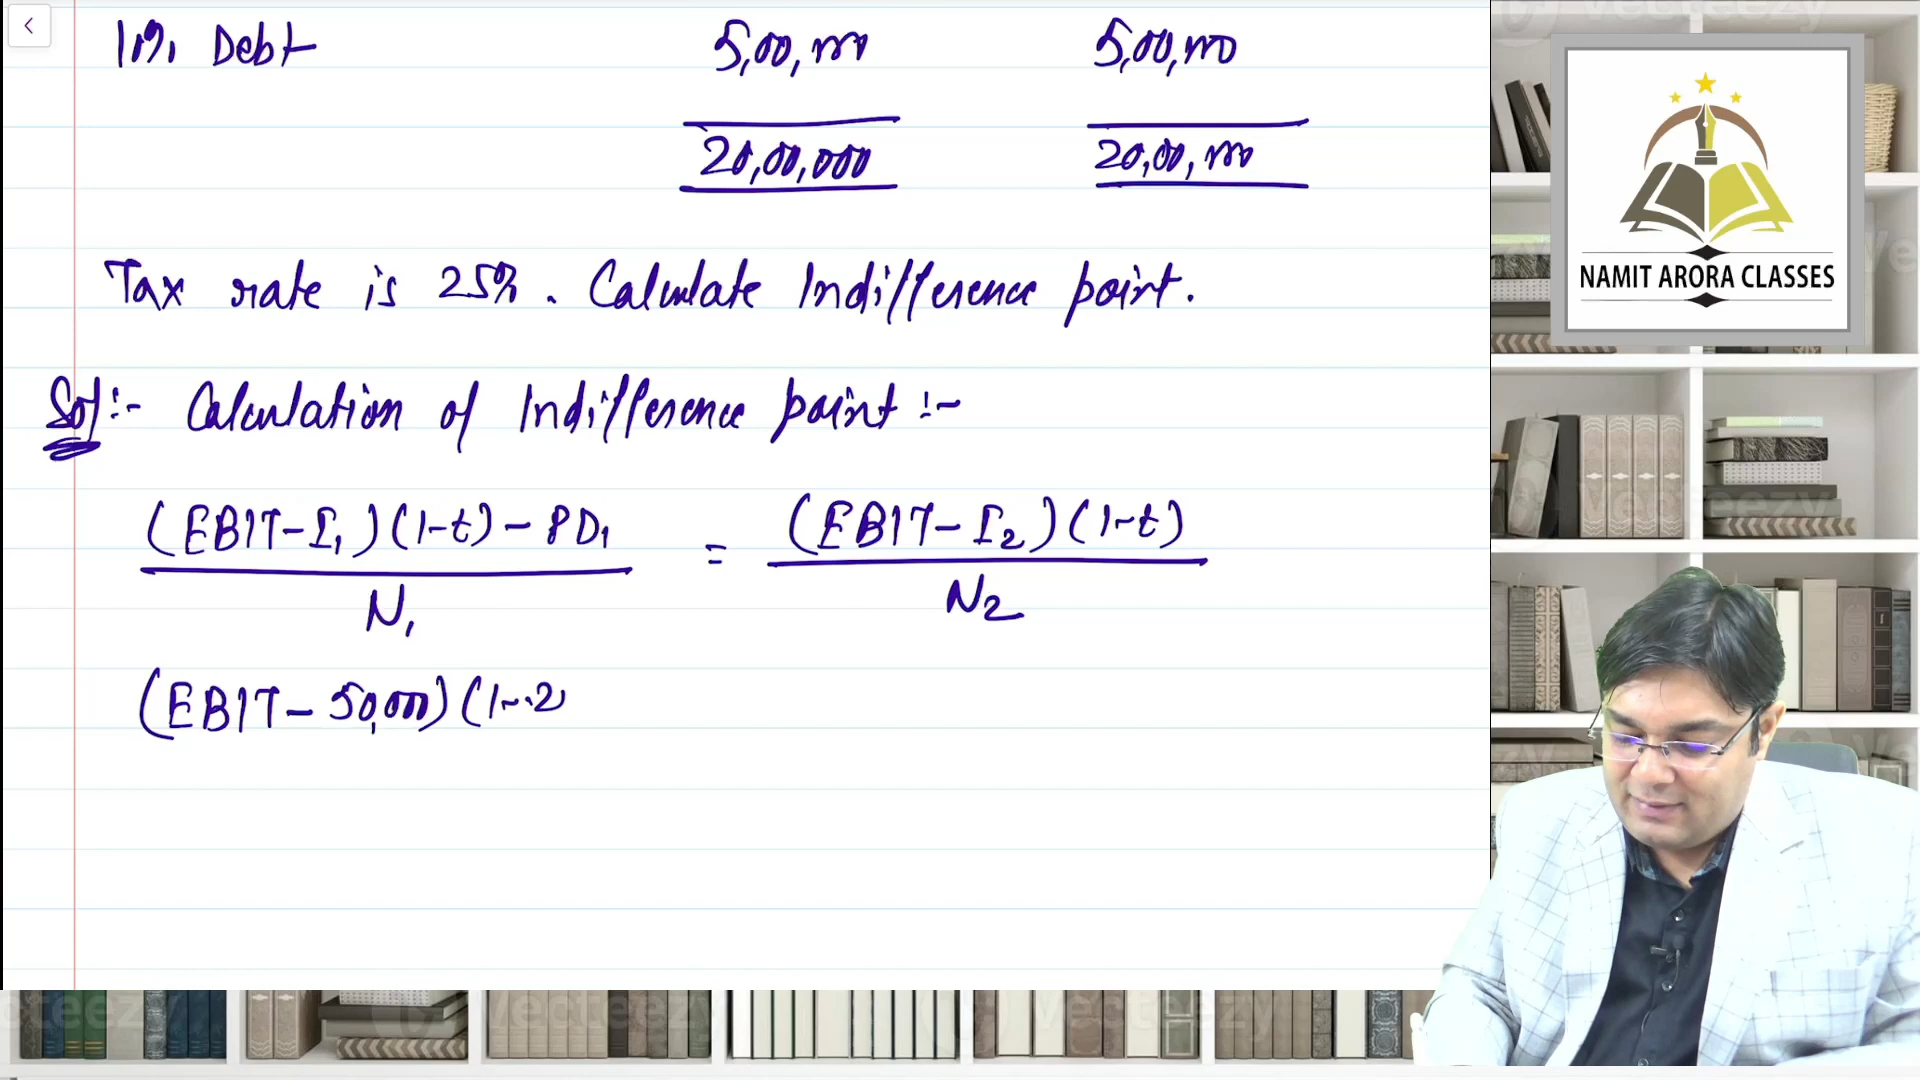 10% Debt 5,00,000 5,00,000
20,00,000 20,00,000
Tax rate is 25%. Calculate Indifference point.
Sol:- Calculation of Indifference point:-
(EBIT-I₁)(1-t)-PD₁ = (EBIT-I₂)(1-t)
N₁ N₂
(EBIT-50,000)(1-.2
NAMIT ARORA CLASSES